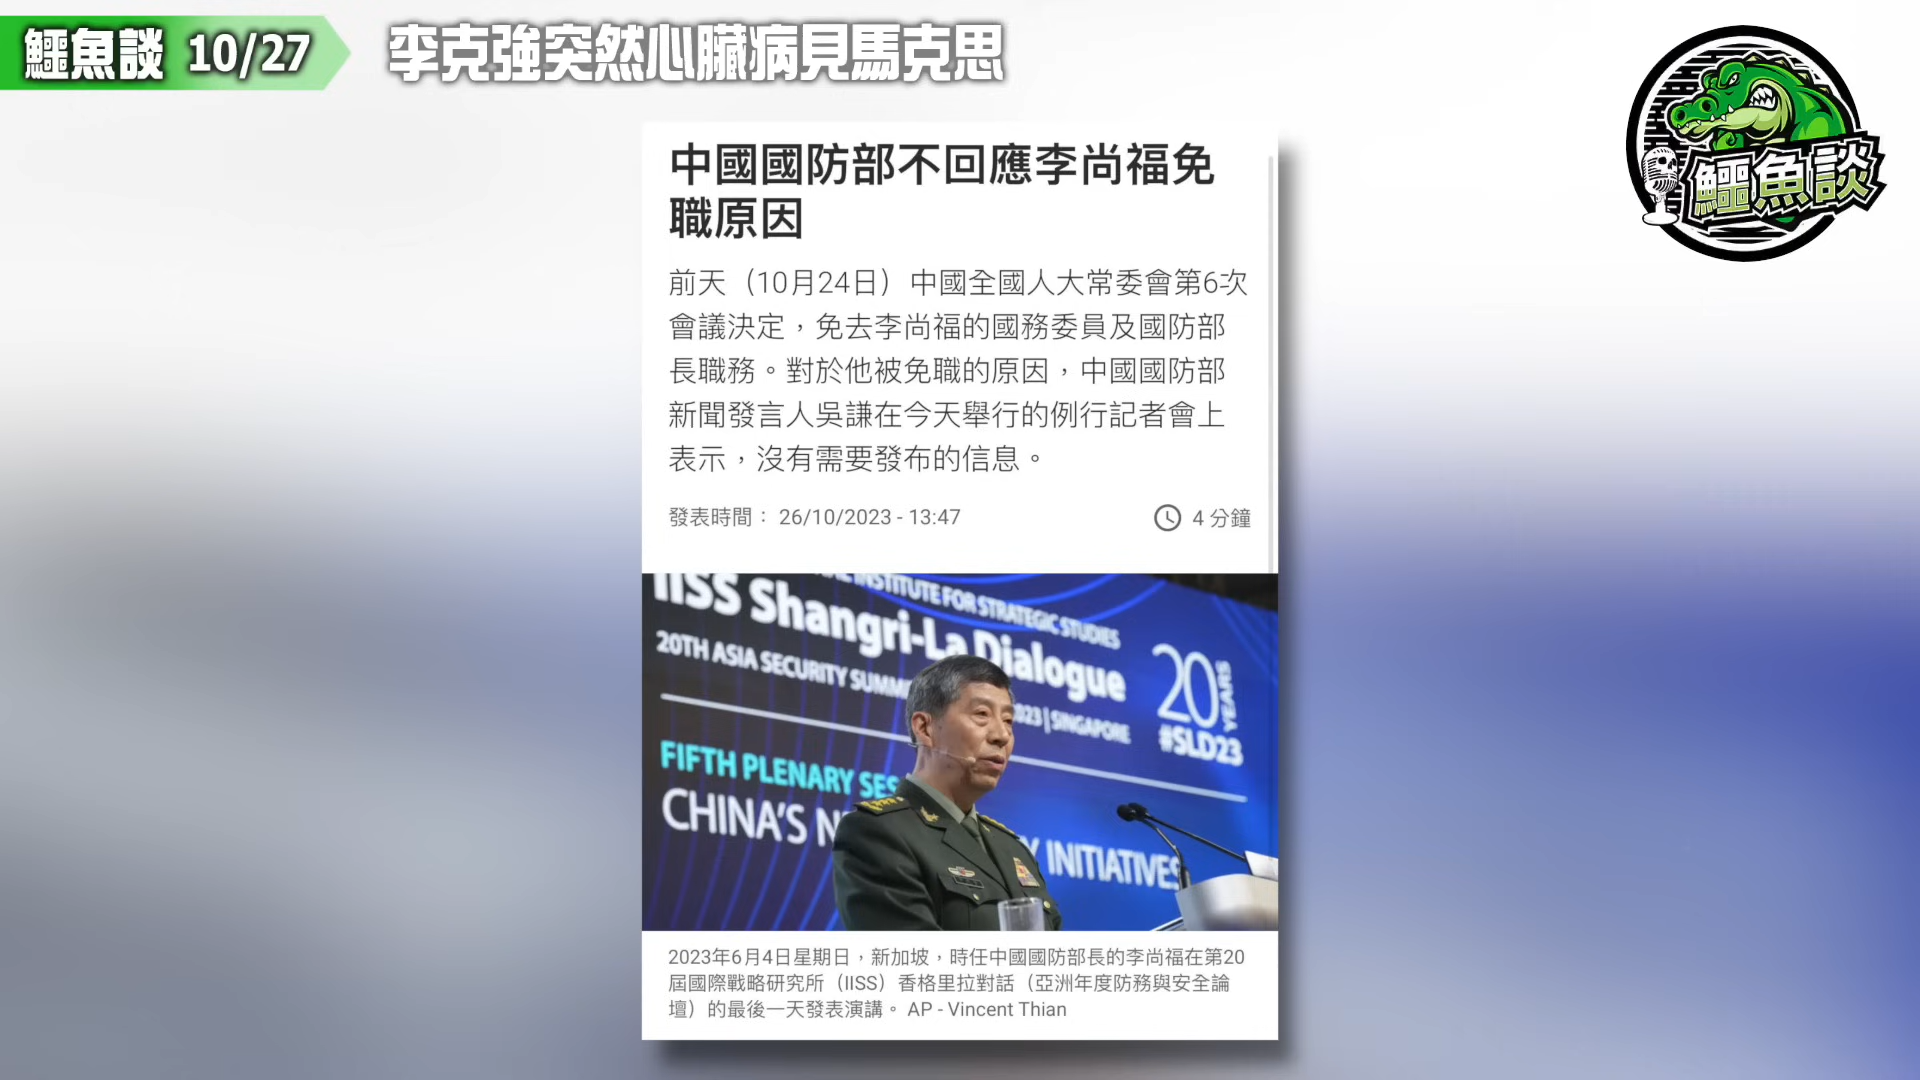 鱷魚談 10/27
李克強突然心臟病見馬克思
鱷魚談
中國國防部不回應李尚福免
職原因
前天（10月24日）中國全國人大常委會第6次
會議決定，免去李尚福的國務委員及國防部
長職務。對於他被免職的原因，中國國防部
新聞發言人吳謙在今天舉行的例行記者會上
表示，沒有需要發布的信息。
發表時間： 26/10/2023 - 13:47
4 分鐘
INSTITUTE FOR STRATEGIC STUDIES
IISS Shangri-La Dialogue
20TH ASIA SECURITY
2023 | SINGAPORE
20 YEARS
#SLD23
FIFTH PLENARY
CHINA'S
INITIATIVES
2023年6月4日星期日，新加坡，時任中國國防部長的李尚福在第20
屆國際戰略研究所（IISS）香格里拉對話（亞洲年度防務與安全論
壇）的最後一天發表演講。 AP - Vincent Thian